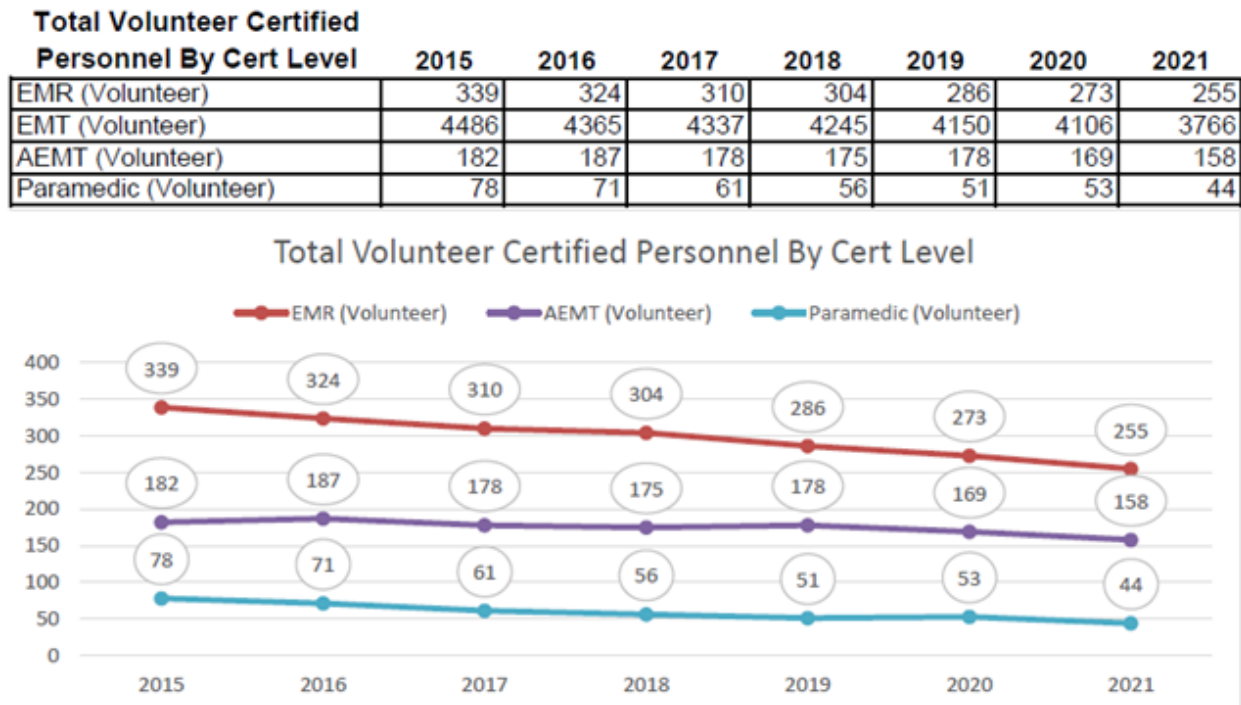 Total Volunteer Certified
Personnel By Cert Level 2015 2016 2017 2018 2019 2020 2021
EMR (Volunteer) 339 324 310 304 286 273 255
EMT (Volunteer) 4486 4365 4337 4245 4150 4106 3766
AEMT (Volunteer) 182 187 178 175 178 169 158
Paramedic (Volunteer) 78 71 61 56 51 53 44
Total Volunteer Certified Personnel By Cert Level
EMR (Volunteer) AEMT (Volunteer) Paramedic (Volunteer)
400
339 324 310 304 286 273 255
350
300
250
182 187 178 175 178 169 158
200
150
78 71 61 56 51 53 44
100
50
0
2015 2016 2017 2018 2019 2020 2021